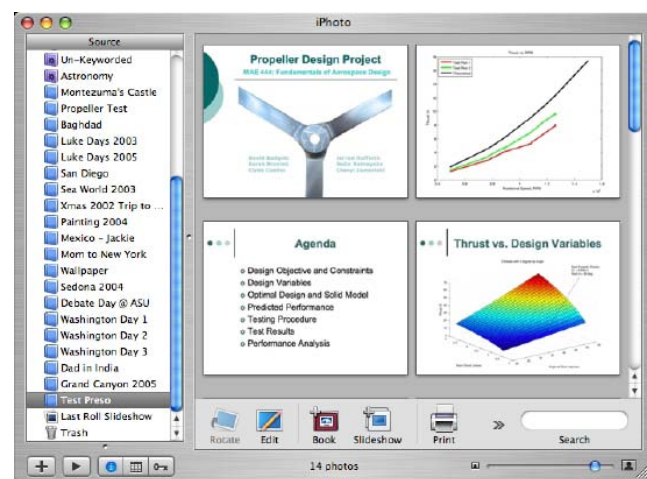 iPhoto
Source
Un-Keyworded
Astronomy
Montezuma's Castle
Propeller Test
Baghdad
Luke Days 2003
Luke Days 2005
San Diego
Sea World 2003
Xmas 2002 Trip to ...
Painting 2004
Mexico - Jackie
Mom to New York
Wallpaper
Sedona 2004
Debate Day @ ASU
Washington Day 1
Washington Day 2
Washington Day 3
Dad in India
Grand Canyon 2005
Test Preso
Last Roll Slideshow
Trash
Propeller Design Project
MAE 444: Fundamentals of Aerospace Design
Thrust vs RPM
Agenda
Design Objective and Constraints
Design Variables
Optimal Design and Solid Model
Predicted Performance
Testing Procedure
Test Results
Performance Analysis
Thrust vs. Design Variables
Rotate
Edit
Book
Slideshow
Print
Search
14 photos